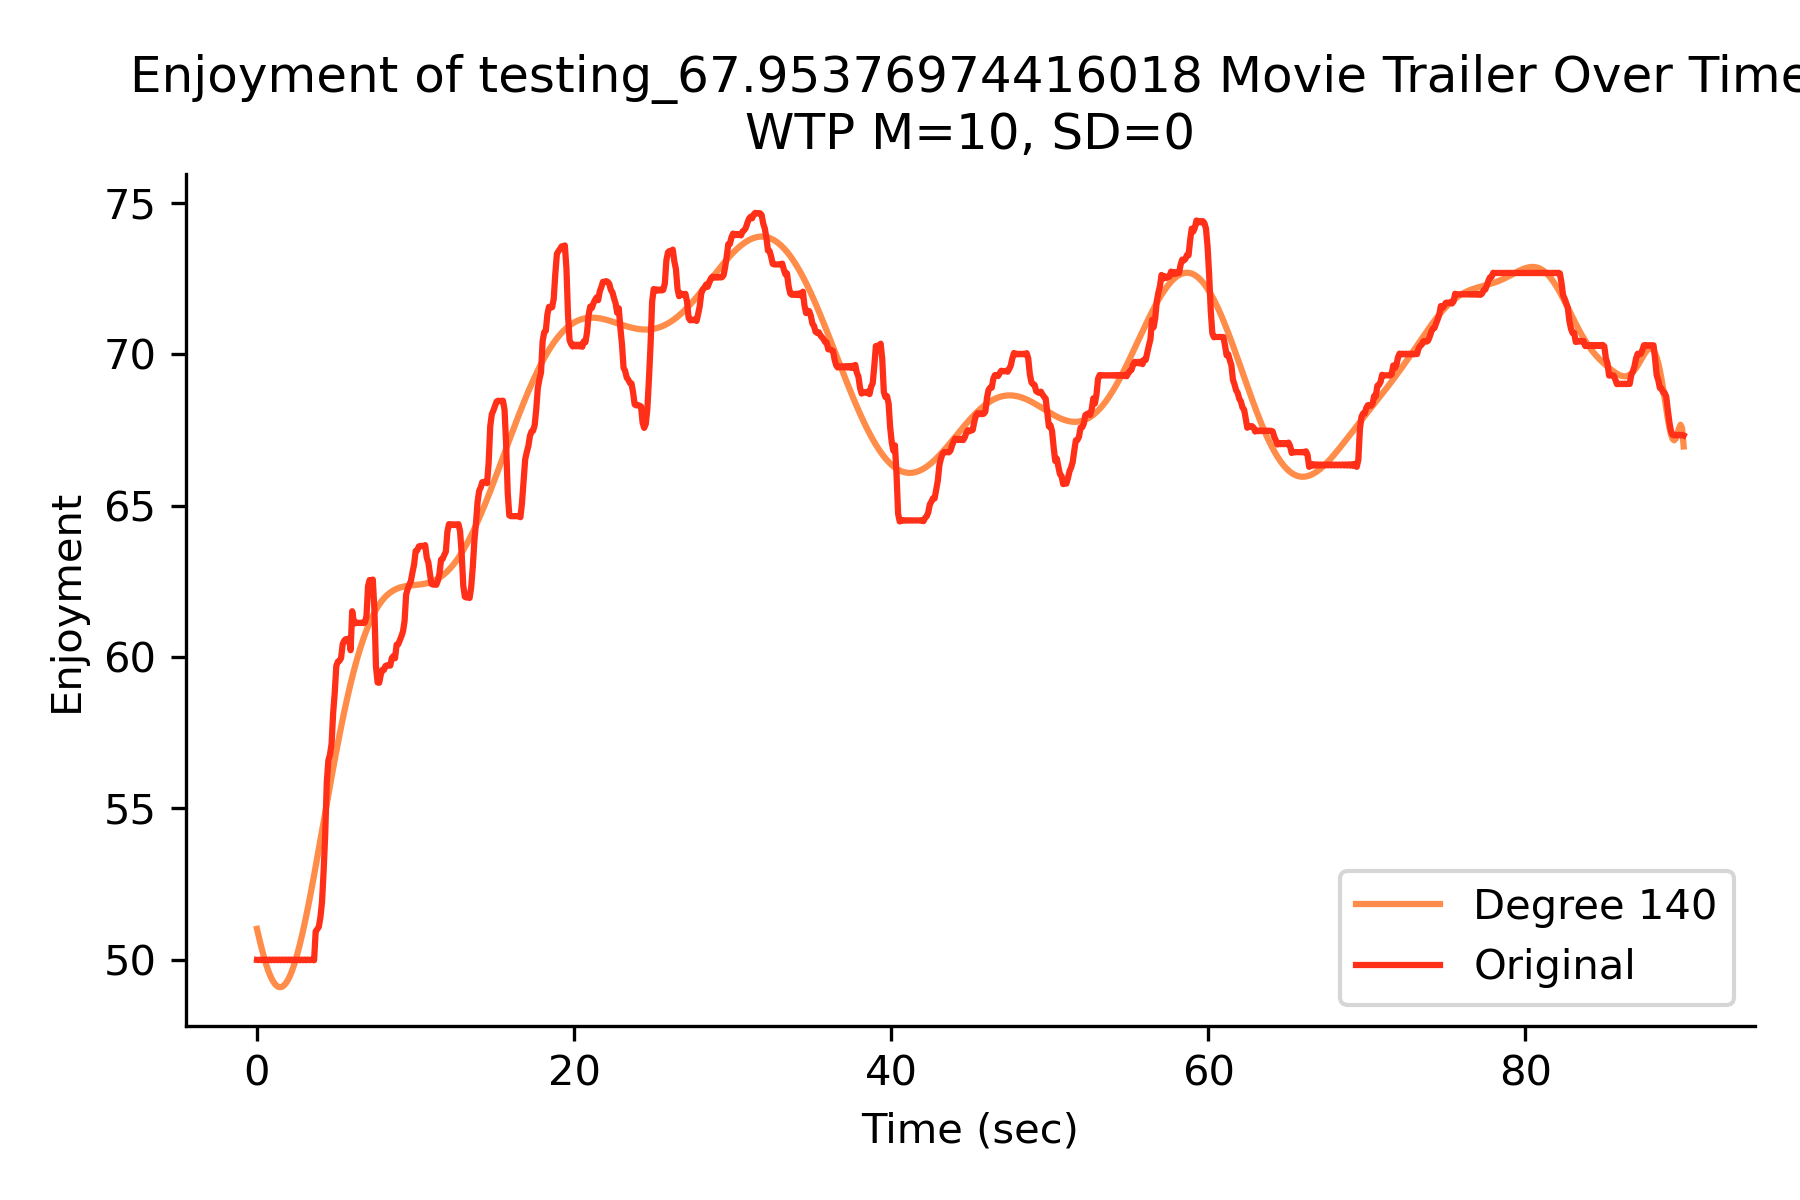 Enjoyment of testing_67.95376974416018 Movie Trailer Over Time
WTP M=10, SD=0
75
70
65
60
55
50
Enjoyment
0 20 40 60 80
Time (sec)
Degree 140
Original